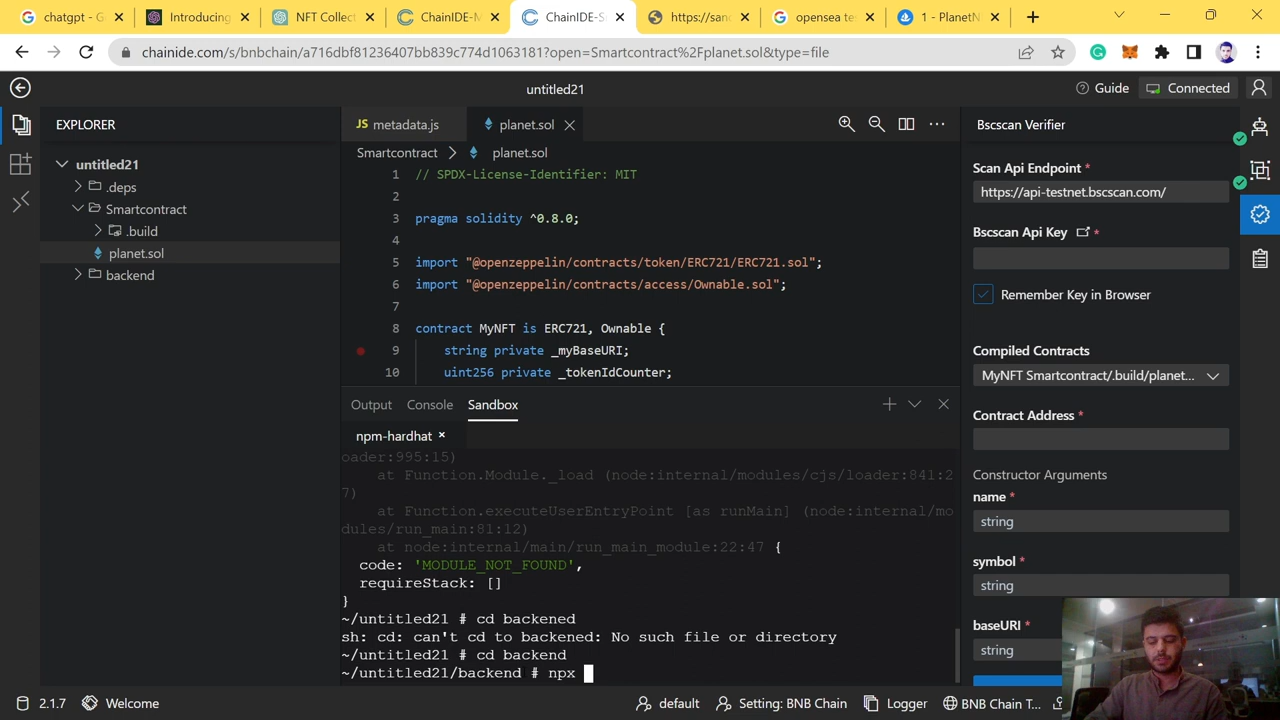 chatgpt - G
Introducing
NFT Collect
ChainIDE-M
ChainIDE-S
https://san
opensea te
1 - PlanetN
chainide.com/s/bnbchain/a716dbf81236407bb839c774d1063181?open=Smartcontract%2Fplanet.sol&type=file
untitled21
Guide
Connected
EXPLORER
untitled21
.deps
Smartcontract
.build
planet.sol
backend
JS metadata.js
planet.sol
Smartcontract > planet.sol
1 // SPDX-License-Identifier: MIT
2
3 pragma solidity ^0.8.0;
4
5 import "@openzeppelin/contracts/token/ERC721/ERC721.sol";
6 import "@openzeppelin/contracts/access/Ownable.sol";
7
8 contract MyNFT is ERC721, Ownable {
9 string private _myBaseURI;
10 uint256 private _tokenIdCounter;
Output Console Sandbox
npm-hardhat
oader:995:15)
at Function.Module._load (node:internal/modules/cjs/loader:841:2
7)
at Function.executeUserEntryPoint [as runMain] (node:internal/mo
dules/run_main:81:12)
at node:internal/main/run_main_module:22:47 {
code: 'MODULE_NOT_FOUND',
requireStack: []
}
~/untitled21 # cd backened
sh: cd: can't cd to backened: No such file or directory
~/untitled21 # cd backend
~/untitled21/backend # npx
Bscscan Verifier
Scan Api Endpoint *
https://api-testnet.bscscan.com/
Bscscan Api Key *
Remember Key in Browser
Compiled Contracts
MyNFT Smartcontract/.build/planet...
Contract Address *
Constructor Arguments
name *
string
symbol *
string
baseURI *
string
2.1.7
Welcome
default
Setting: BNB Chain
Logger
BNB Chain T...